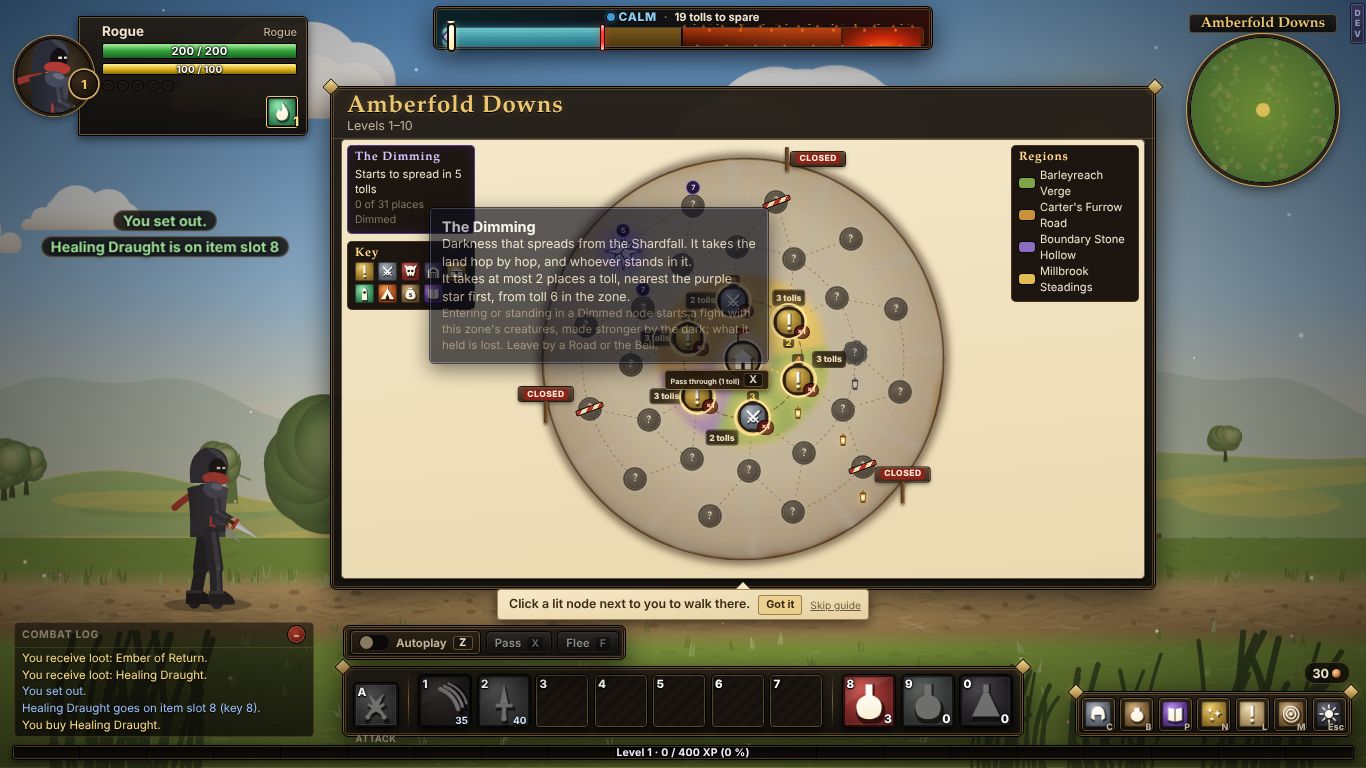 Rogue
Rogue
200 / 200
100 / 100
1
1
CALM · 19 tolls to spare
Amberfold Downs
DEV
Amberfold Downs
Levels 1–10
You set out.
Healing Draught is on item slot 8
The Dimming
Starts to spread in 5
tolls
0 of 31 places
Dimmed
Key
The Dimming
Darkness that spreads from the Shardfall. It takes the
land hop by hop, and whoever stands in it.
It takes at most 2 places a toll, nearest the purple
star first, from toll 6 in the zone.
Entering or standing in a Dimmed node starts a fight with
this zone's creatures, made stronger by the dark; what it
held is lost. Leave by a Road or the Bell.
Regions
Barleyreach
Verge
Carter's Furrow
Road
Boundary Stone
Hollow
Millbrook
Steadings
CLOSED
7
5
7
2 tolls
3 tolls
2
3 tolls
3 tolls
Pass through (1 toll) X
3 tolls
3
2 tolls
CLOSED
CLOSED
Click a lit node next to you to walk there. Got it Skip guide
COMBAT LOG
You receive loot: Ember of Return.
You receive loot: Healing Draught.
You set out.
Healing Draught goes on item slot 8 (key 8).
You buy Healing Draught.
Autoplay Z Pass X Flee F
A
ATTACK
1 35
2 40
3
4
5
6
7
8 3
9 0
0 0
30
C B P N L M Esc
Level 1 · 0 / 400 XP (0 %)